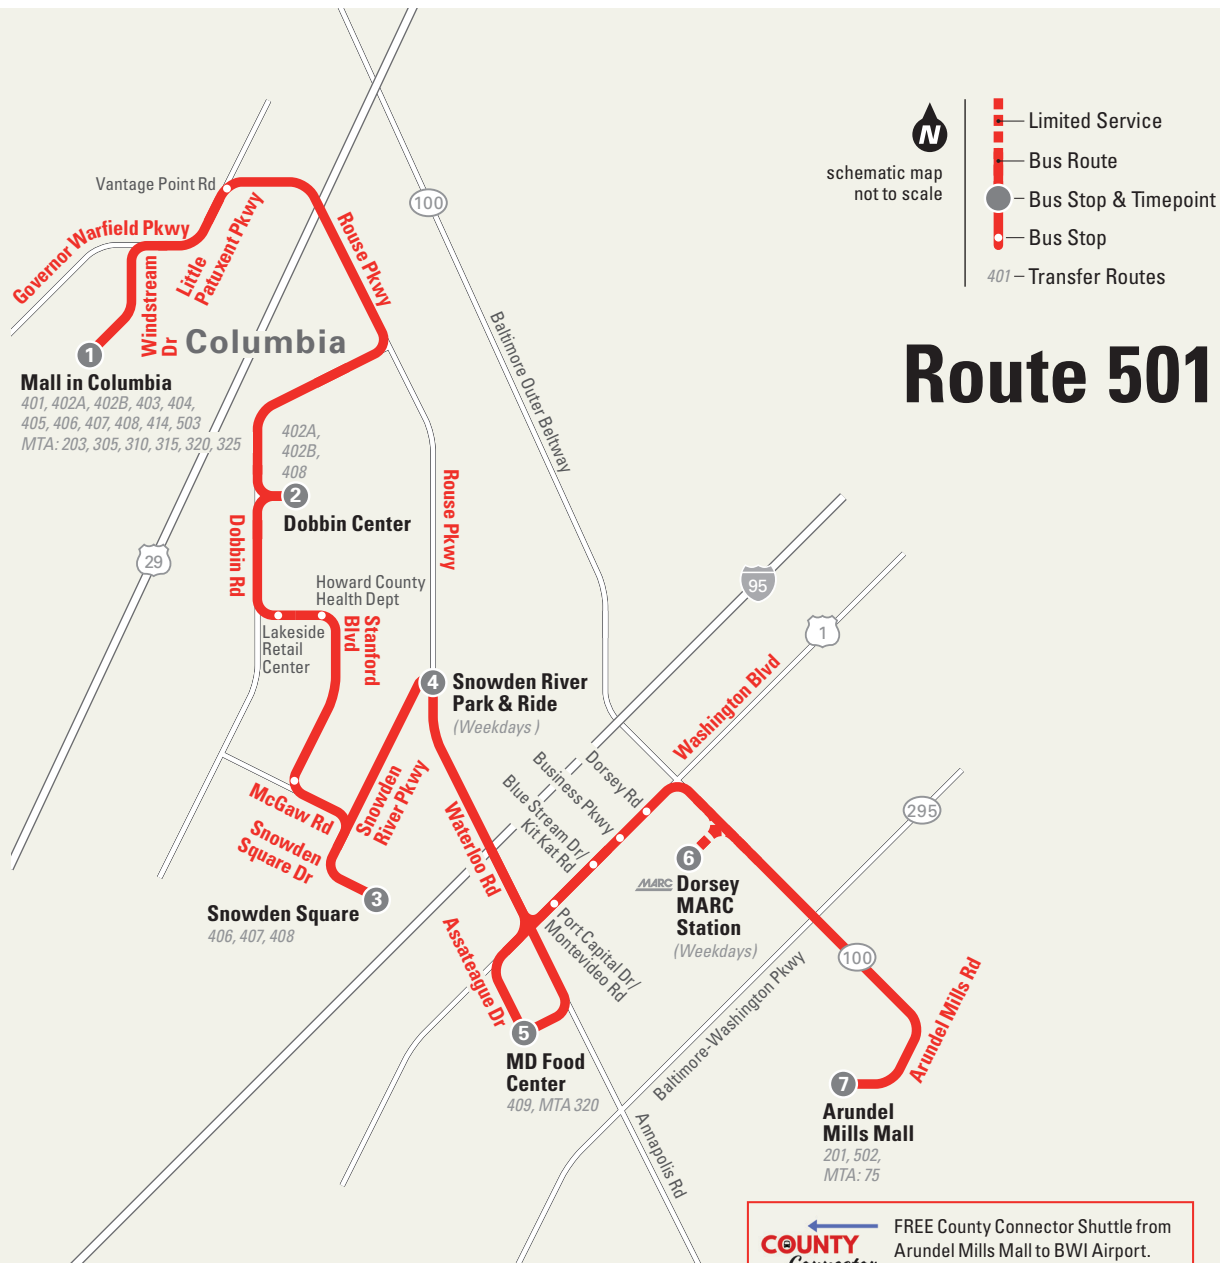 N
schematic map
not to scale
Limited Service
Bus Route
Bus Stop & Timepoint
Bus Stop
401
Transfer Routes
Route 501
Vantage Point Rd
Governor Warfield Pkwy
Windstream
Dr
Little
Patuxent Pkwy
Rouse Pkwy
100
Columbia
1
Mall in Columbia
401, 402A, 402B, 403, 404,
405, 406, 407, 408, 414, 503
MTA: 203, 305, 310, 315, 320, 325
Baltimore Outer Beltway
402A,
402B,
408
2
Dobbin Center
Rouse Pkwy
29
Dobbin Rd
Howard County
Health Dept
Lakeside
Retail
Center
Stanford
Blvd
95
1
4
Snowden River
Park & Ride
(Weekdays )
Washington Blvd
McGaw Rd
Snowden
River Pkwy
Snowden
Square Dr
3
Snowden Square
406, 407, 408
Waterloo Rd
Dorsey Rd
Business Pkwy
Blue Stream Dr/
Kit Kat Rd
Port Capital Dr/
Montevideo Rd
295
6
MARC
Dorsey
MARC
Station
(Weekdays)
Assateague Dr
5
MD Food
Center
409, MTA 320
Baltimore-Washington Pkwy
100
Arundel Mills Rd
7
Arundel
Mills Mall
201, 502,
MTA: 75
Annapolis Rd
COUNTY
Connector
FREE County Connector Shuttle from
Arundel Mills Mall to BWI Airport.